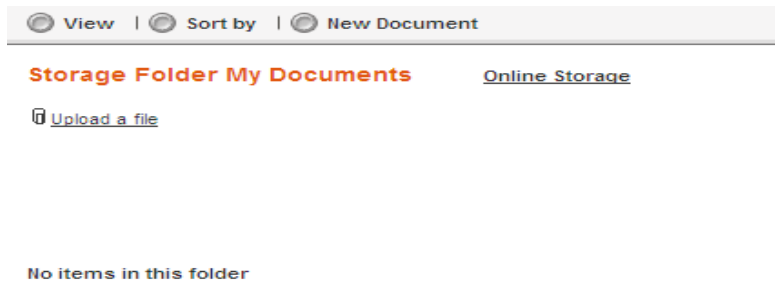 View | Sort by | New Document
Storage Folder My Documents Online Storage
Upload a file
No items in this folder